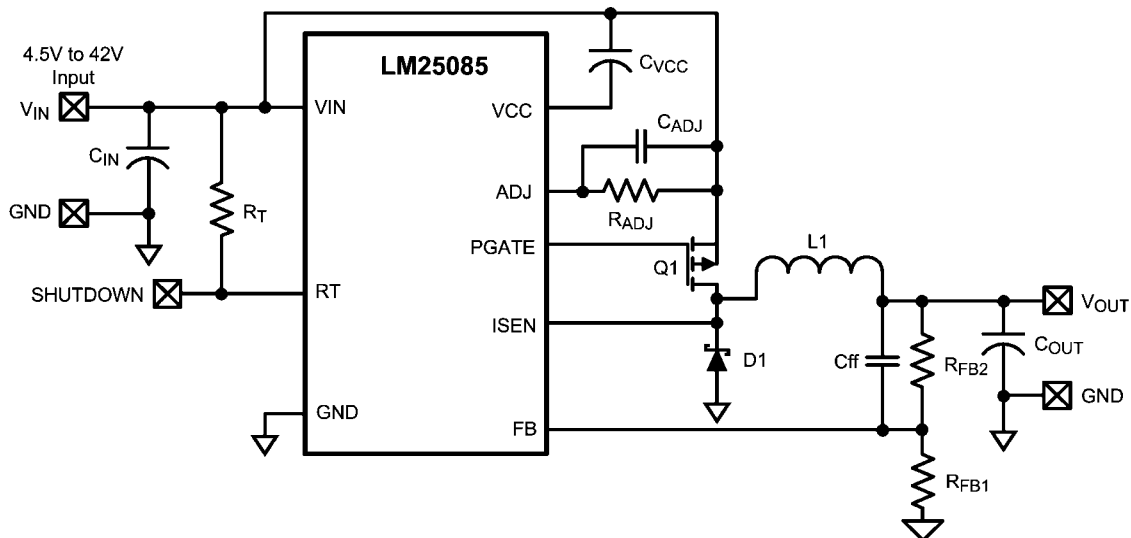 4.5V to 42V
Input
VIN
CIN
GND
RT
SHUTDOWN
LM25085
VIN
VCC
ADJ
PGATE
RT
ISEN
GND
FB
CVCC
CADJ
RADJ
Q1
L1
D1
Cff
RFB2
RFB1
COUT
VOUT
GND